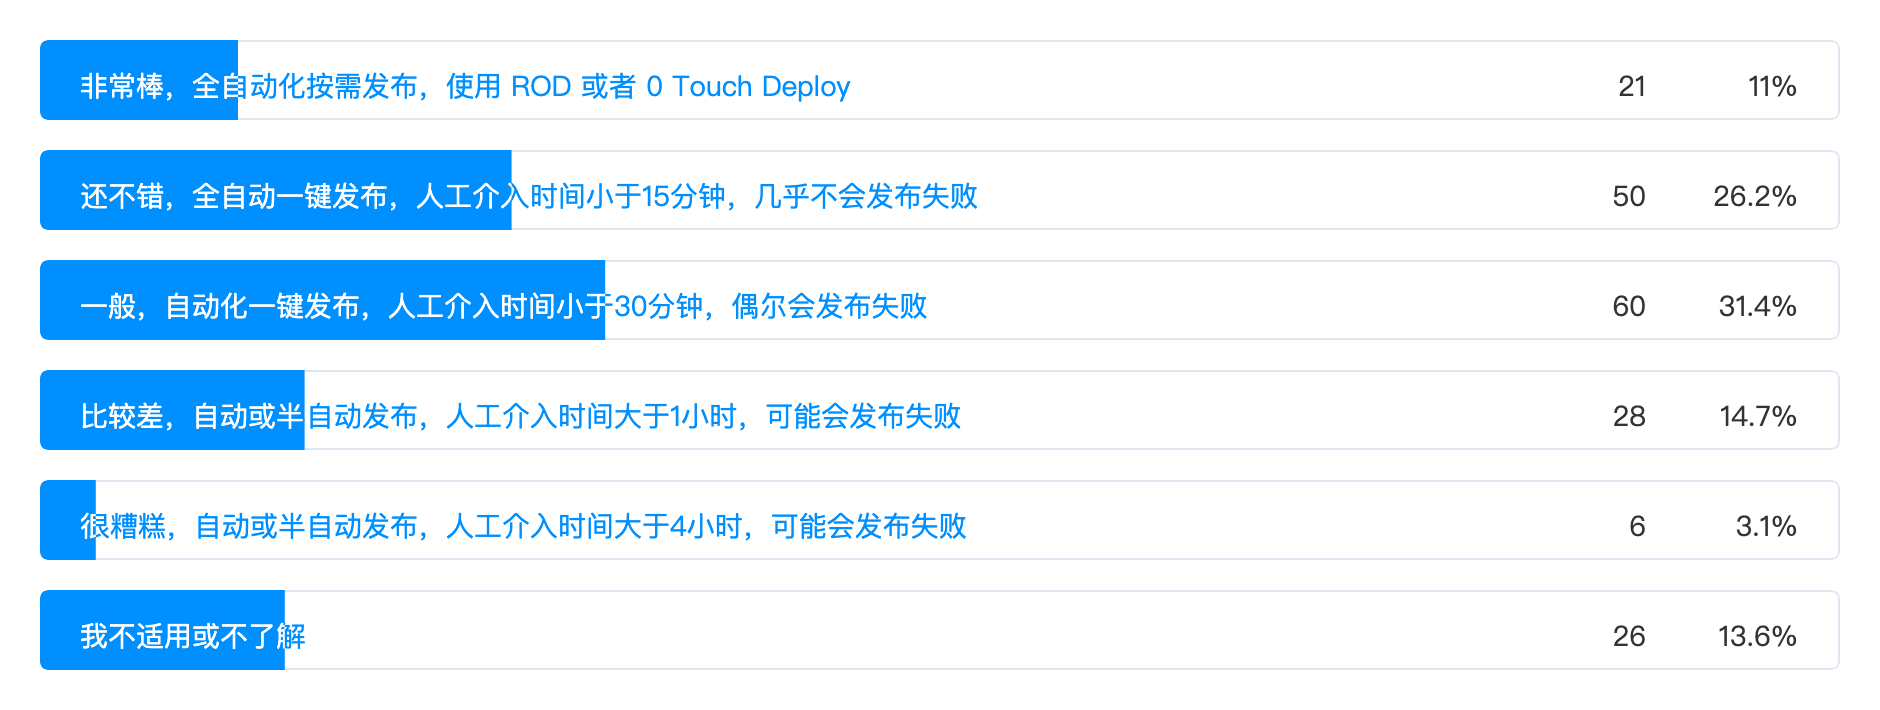 非常棒，全自动化按需发布，使用 ROD 或者 0 Touch Deploy 21 11%
还不错，全自动一键发布，人工介入时间小于15分钟，几乎不会发布失败 50 26.2%
一般，自动化一键发布，人工介入时间小于30分钟，偶尔会发布失败 60 31.4%
比较差，自动或半自动发布，人工介入时间大于1小时，可能会发布失败 28 14.7%
很糟糕，自动或半自动发布，人工介入时间大于4小时，可能会发布失败 6 3.1%
我不适用或不了解 26 13.6%